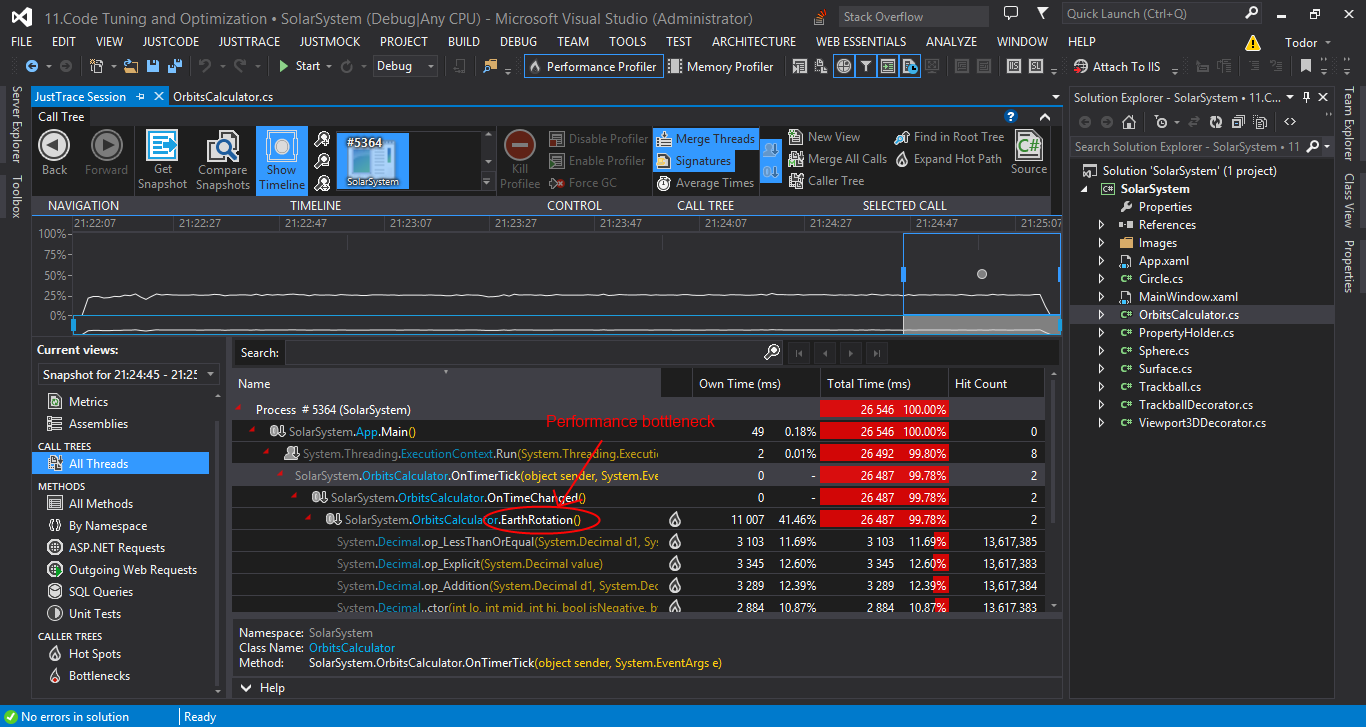 11.Code Tuning and Optimization • SolarSystem (Debug|Any CPU) - Microsoft Visual Studio (Administrator)
Stack Overflow
Quick Launch (Ctrl+Q)
FILE EDIT VIEW JUSTCODE JUSTTRACE JUSTMOCK PROJECT BUILD DEBUG TEAM TOOLS TEST ARCHITECTURE WEB ESSENTIALS ANALYZE WINDOW HELP Todor
Start Debug Performance Profiler Memory Profiler Attach To IIS
Server Explorer
Toolbox
JustTrace Session OrbitsCalculator.cs
Call Tree
Back Forward Get Snapshot Compare Snapshots Show Timeline
#5364
SolarSystem
Kill Profiler
Disable Profiler
Enable Profiler
Force GC
Merge Threads
Signatures
Average Times
New View
Merge All Calls
Caller Tree
Find in Root Tree
Expand Hot Path
Source
NAVIGATION TIMELINE CONTROL CALL TREE SELECTED CALL
21:22:07 21:22:27 21:22:47 21:23:07 21:23:27 21:23:47 21:24:07 21:24:27 21:24:47 21:25:07
100%
75%
50%
25%
0%
Current views:
Snapshot for 21:24:45 - 21:25
Metrics
Assemblies
CALL TREES
All Threads
METHODS
All Methods
By Namespace
ASP.NET Requests
Outgoing Web Requests
SQL Queries
Unit Tests
CALLER TREES
Hot Spots
Bottlenecks
Search:
Name Own Time (ms) Total Time (ms) Hit Count
Process # 5364 (SolarSystem) 26 546 100.00%
Performance bottleneck
SolarSystem.App.Main() 49 0.18% 26 546 100.00% 0
System.Threading.ExecutionContext.Run(System.Threading.Executio 2 0.01% 26 492 99.80% 8
SolarSystem.OrbitsCalculator.OnTimerTick(object sender, System.Eve 0 - 26 487 99.78% 2
SolarSystem.OrbitsCalculator.OnTimeChanged() 0 - 26 487 99.78% 2
SolarSystem.OrbitsCalculator.EarthRotation() 11 007 41.46% 26 487 99.78% 2
System.Decimal.op_LessThanOrEqual(System.Decimal d1, Sys 3 103 11.69% 3 103 11.69% 13,617,385
System.Decimal.op_Explicit(System.Decimal value) 3 345 12.60% 3 345 12.60% 13,617,383
System.Decimal.op_Addition(System.Decimal d1, System.Dec 3 289 12.39% 3 289 12.39% 13,617,384
System.Decimal..ctor(int lo, int mid, int hi, bool isNegative, b 2 884 10.87% 2 884 10.87% 13,617,383
Namespace: SolarSystem
Class Name: OrbitsCalculator
Method: SolarSystem.OrbitsCalculator.OnTimerTick(object sender, System.EventArgs e)
Help
Solution Explorer - SolarSystem • 11.C...
Search Solution Explorer - SolarSystem • 11
Solution 'SolarSystem' (1 project)
SolarSystem
Properties
References
Images
App.xaml
Circle.cs
MainWindow.xaml
OrbitsCalculator.cs
PropertyHolder.cs
Sphere.cs
Surface.cs
Trackball.cs
TrackballDecorator.cs
Viewport3DDecorator.cs
Team Explorer
Class View
Properties
No errors in solution Ready